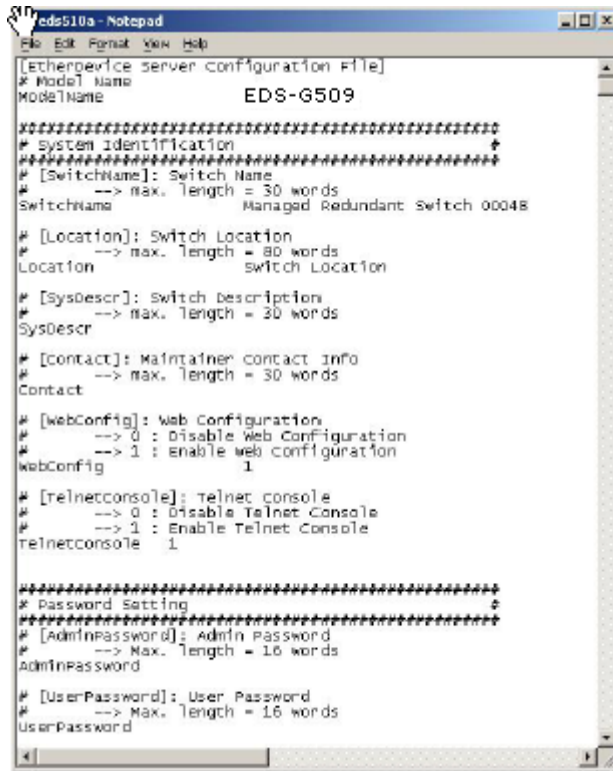 eds510a - Notepad
File Edit Format View Help
[EtherDevice Server Configuration File]
# Model Name
ModelName EDS-G509
##################################################
# System Identification #
##################################################
# [SwitchName]: Switch Name
# --> max. length = 30 words
SwitchName Managed Redundant Switch 00048
# [Location]: Switch Location
# --> max. length = 80 words
Location Switch Location
# [SysDescr]: Switch Description
# --> max. length = 30 words
SysDescr
# [Contact]: Maintainer Contact Info
# --> max. length = 30 words
Contact
# [WebConfig]: Web Configuration
# --> 0 : Disable Web Configuration
# --> 1 : Enable Web Configuration
WebConfig 1
# [TelnetConsole]: Telnet Console
# --> 0 : Disable Telnet Console
# --> 1 : Enable Telnet Console
TelnetConsole 1
##################################################
# Password Setting #
##################################################
# [AdminPassword]: Admin Password
# --> Max. length = 16 words
AdminPassword
# [UserPassword]: User Password
# --> Max. length = 16 words
UserPassword